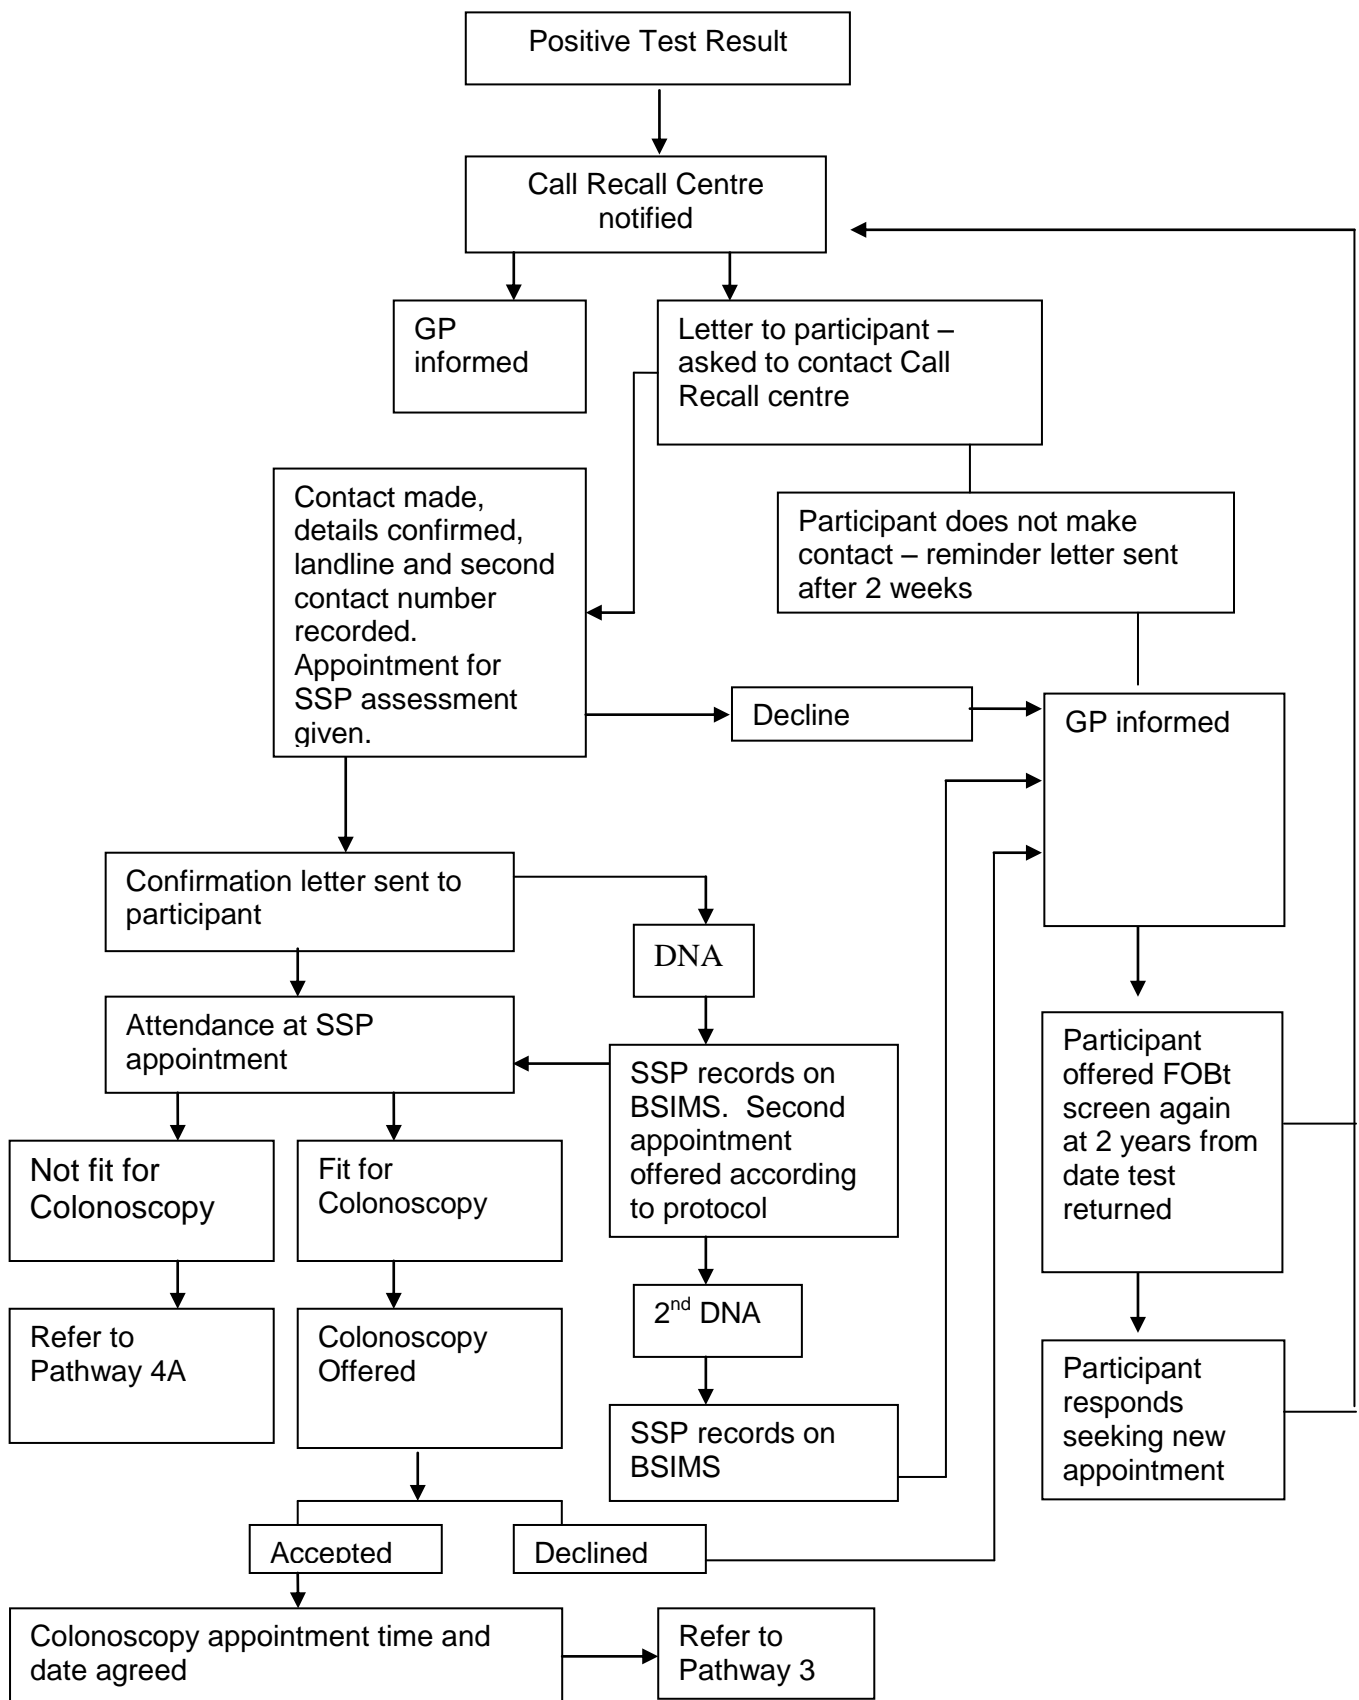 Positive Test Result
Call Recall Centre
notified
GP
informed
Letter to participant –
asked to contact Call
Recall centre
Contact made,
details confirmed,
landline and second
contact number
recorded.
Appointment for
SSP assessment
given.
Participant does not make
contact – reminder letter sent
after 2 weeks
Decline
GP informed
Confirmation letter sent to
participant
DNA
Attendance at SSP
appointment
SSP records on
BSIMS.  Second
appointment
offered according
to protocol
Participant
offered FOBt
screen again
at 2 years from
date test
returned
Not fit for
Colonoscopy
Fit for
Colonoscopy
2nd DNA
Refer to
Pathway 4A
Colonoscopy
Offered
Participant
responds
seeking new
appointment
SSP records on
BSIMS
Accepted
Declined
Colonoscopy appointment time and
date agreed
Refer to
Pathway 3